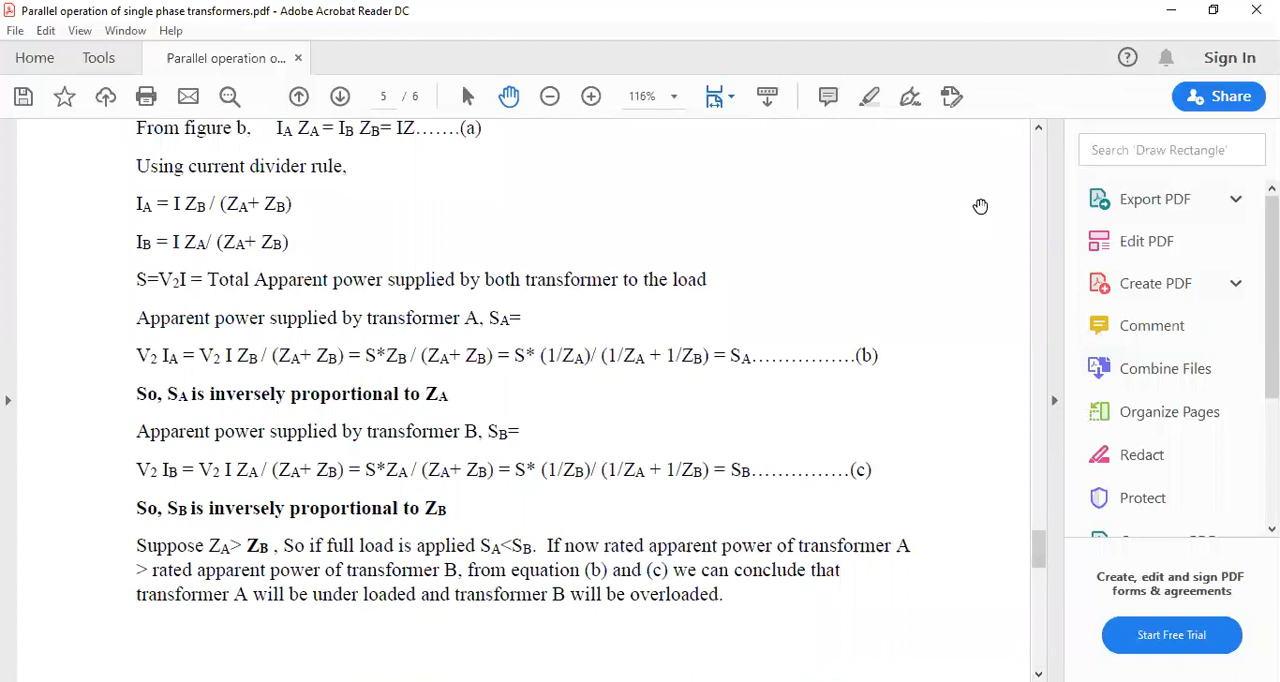 Parallel operation of single phase transformers.pdf - Adobe Acrobat Reader DC
File Edit View Window Help
Home Tools Parallel operation o... × Sign In
5 / 6 116% Share
From figure b, IA ZA = IB ZB= IZ…….(a)
Using current divider rule,
IA = I ZB / (ZA+ ZB)
IB = I ZA/ (ZA+ ZB)
S=V2I = Total Apparent power supplied by both transformer to the load
Apparent power supplied by transformer A, SA=
V2 IA = V2 I ZB / (ZA+ ZB) = S*ZB / (ZA+ ZB) = S* (1/ZA)/ (1/ZA + 1/ZB) = SA…………….(b)
So, SA is inversely proportional to ZA
Apparent power supplied by transformer B, SB=
V2 IB = V2 I ZA / (ZA+ ZB) = S*ZA / (ZA+ ZB) = S* (1/ZB)/ (1/ZA + 1/ZB) = SB…………..(c)
So, SB is inversely proportional to ZB
Suppose ZA> ZB , So if full load is applied SA<SB. If now rated apparent power of transformer A
> rated apparent power of transformer B, from equation (b) and (c) we can conclude that
transformer A will be under loaded and transformer B will be overloaded.
Search 'Draw Rectangle'
Export PDF
Edit PDF
Create PDF
Comment
Combine Files
Organize Pages
Redact
Protect
Create, edit and sign PDF
forms & agreements
Start Free Trial